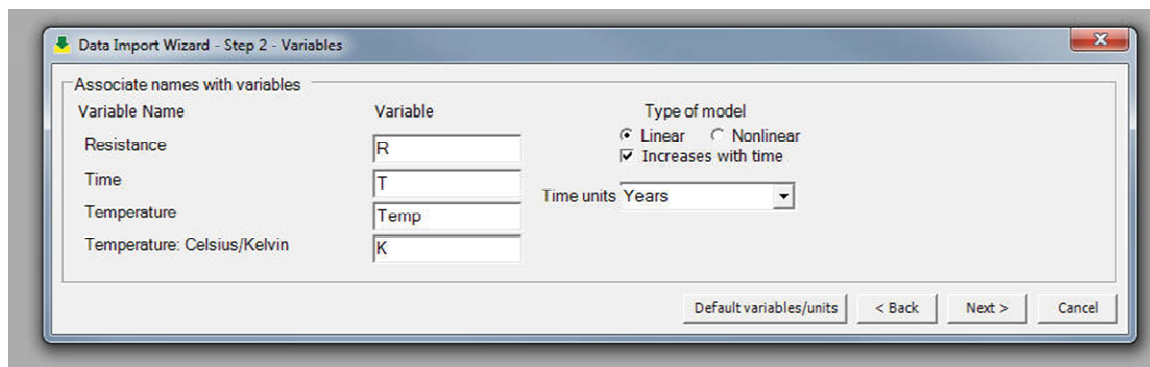 Data Import Wizard - Step 2 - Variables
Associate names with variables
Variable Name Variable Type of model
Linear Nonlinear
Resistance R
Increases with time
Time T
Time units Years
Temperature Temp
Temperature: Celsius/Kelvin K
Default variables/units < Back Next > Cancel